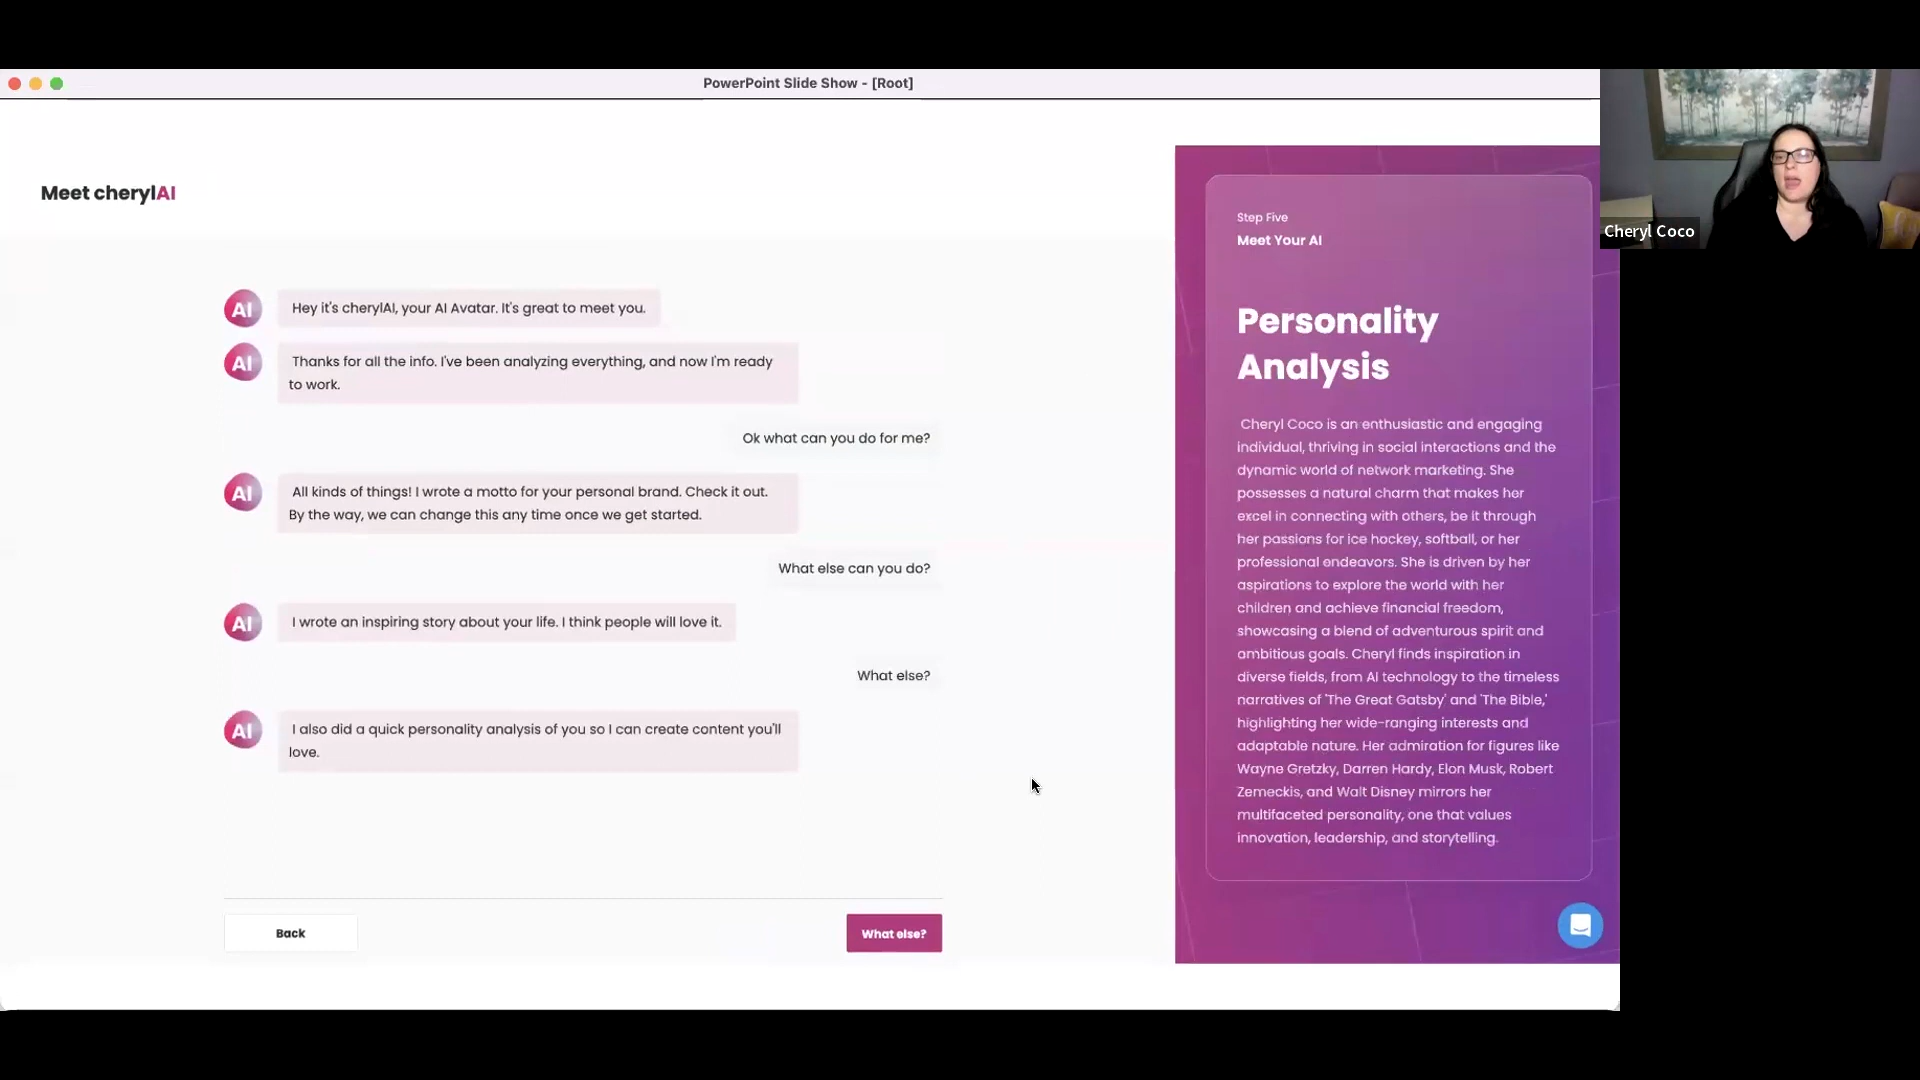 PowerPoint Slide Show - [Root]
Meet cherylAI
AI
Hey it's cherylAI, your AI Avatar. It's great to meet you.
AI
Thanks for all the info. I've been analyzing everything, and now I'm ready
to work.
Ok what can you do for me?
AI
All kinds of things! I wrote a motto for your personal brand. Check it out.
By the way, we can change this any time once we get started.
What else can you do?
AI
I wrote an inspiring story about your life. I think people will love it.
What else?
AI
I also did a quick personality analysis of you so I can create content you'll
love.
Back
What else?
Step Five
Meet Your AI
Personality
Analysis
Cheryl Coco is an enthusiastic and engaging
individual, thriving in social interactions and the
dynamic world of network marketing. She
possesses a natural charm that makes her
excel in connecting with others, be it through
her passions for ice hockey, softball, or her
professional endeavors. She is driven by her
aspirations to explore the world with her
children and achieve financial freedom,
showcasing a blend of adventurous spirit and
ambitious goals. Cheryl finds inspiration in
diverse fields, from AI technology to the timeless
narratives of 'The Great Gatsby' and 'The Bible,'
highlighting her wide-ranging interests and
adaptable nature. Her admiration for figures like
Wayne Gretzky, Darren Hardy, Elon Musk, Robert
Zemeckis, and Walt Disney mirrors her
multifaceted personality, one that values
innovation, leadership, and storytelling.
Cheryl Coco